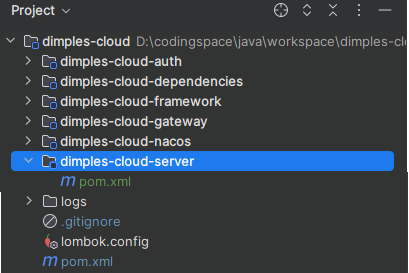 Project
dimples-cloud D:\codingspace\java\workspace\dimples-clo
dimples-cloud-auth
dimples-cloud-dependencies
dimples-cloud-framework
dimples-cloud-gateway
dimples-cloud-nacos
dimples-cloud-server
pom.xml
logs
.gitignore
lombok.config
pom.xml